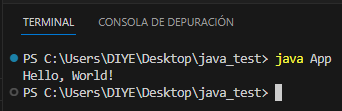 TERMINAL CONSOLA DE DEPURACIÓN
PS C:\Users\DIYE\Desktop\java_test> java App
Hello, World!
PS C:\Users\DIYE\Desktop\java_test>